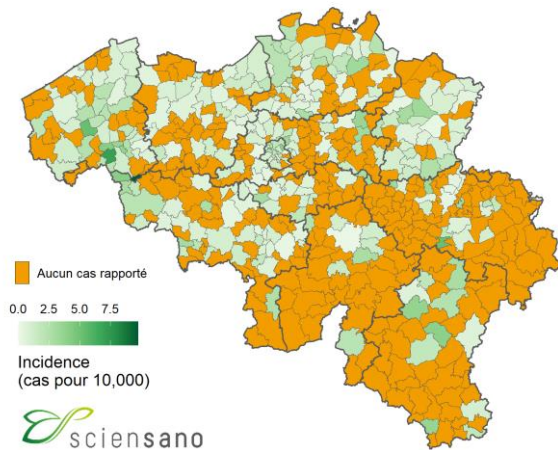 Aucun cas rapporté
0.0 2.5 5.0 7.5
Incidence
(cas pour 10,000)
sciensano